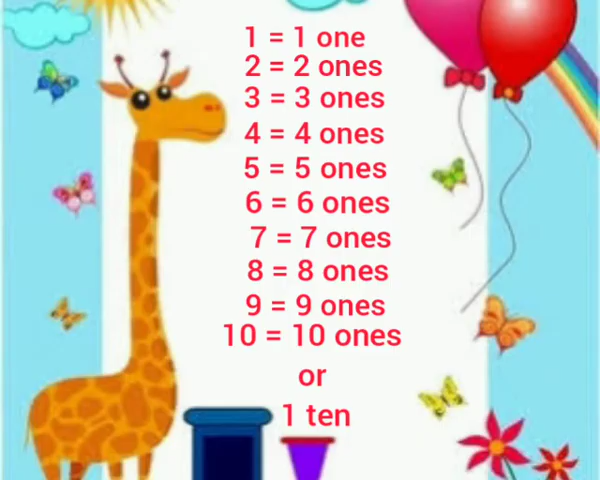 1 = 1 one
2 = 2 ones
3 = 3 ones
4 = 4 ones
5 = 5 ones
6 = 6 ones
7 = 7 ones
8 = 8 ones
9 = 9 ones
10 = 10 ones
or
1 ten